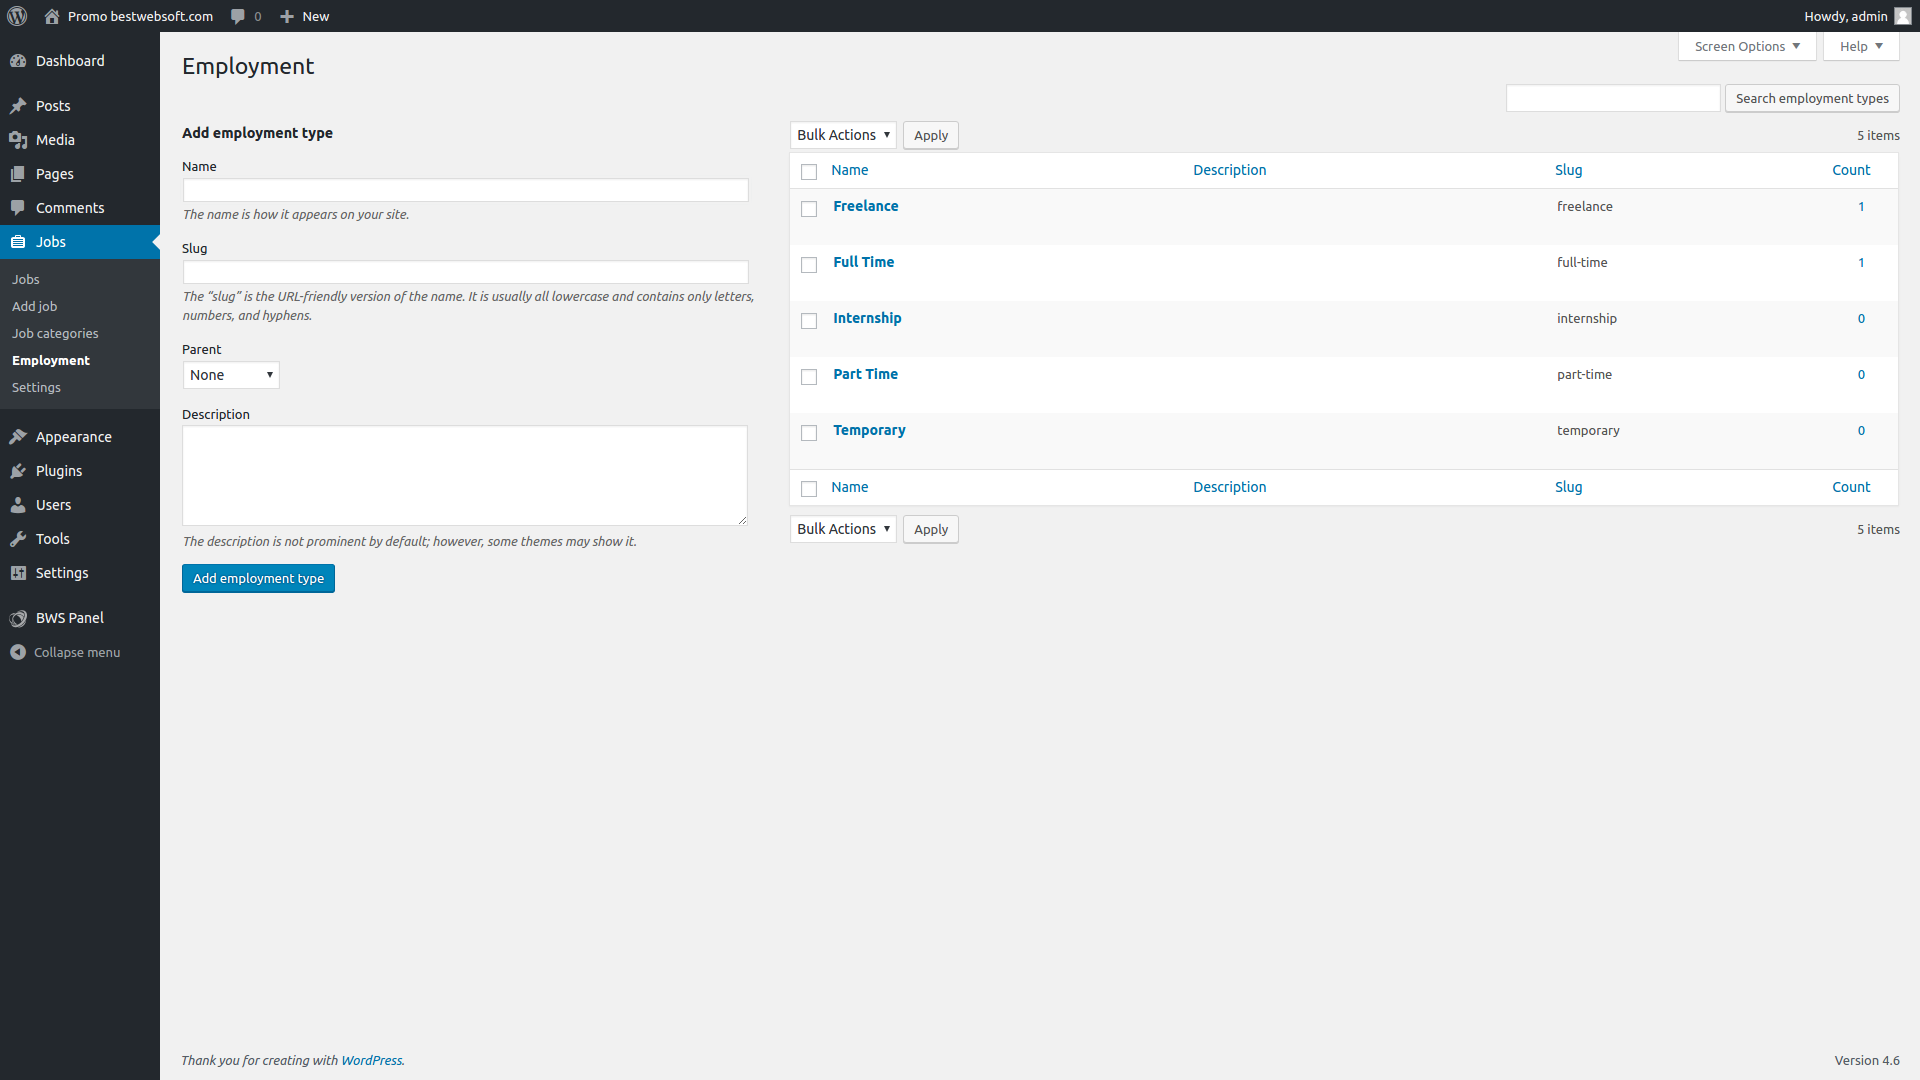 Promo bestwebsoft.com
0
New
Howdy, admin
Dashboard
Posts
Media
Pages
Comments
Jobs
Jobs
Add job
Job categories
Employment
Settings
Appearance
Plugins
Users
Tools
Settings
BWS Panel
Collapse menu
Screen Options
Help
Employment
Search employment types
Add employment type
Name
The name is how it appears on your site.
Slug
The “slug” is the URL-friendly version of the name. It is usually all lowercase and contains only letters,
numbers, and hyphens.
Parent
None
Description
The description is not prominent by default; however, some themes may show it.
Add employment type
Bulk Actions
Apply
5 items
Name Description Slug Count
Freelance freelance 1
Full Time full-time 1
Internship internship 0
Part Time part-time 0
Temporary temporary 0
Name Description Slug Count
Bulk Actions
Apply
5 items
Thank you for creating with WordPress.
Version 4.6